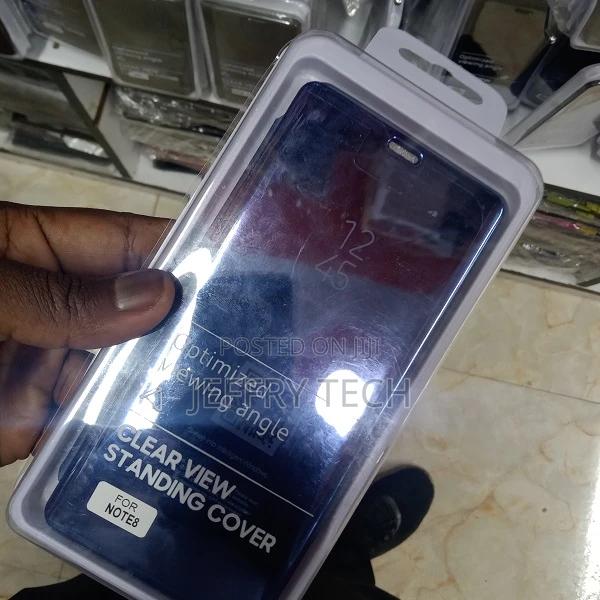 12
45
POSTED ON JIJI
JEFFRY TECH
Optimized
viewing angle
CLEAR VIEW
STANDING COVER
FOR
NOTE8